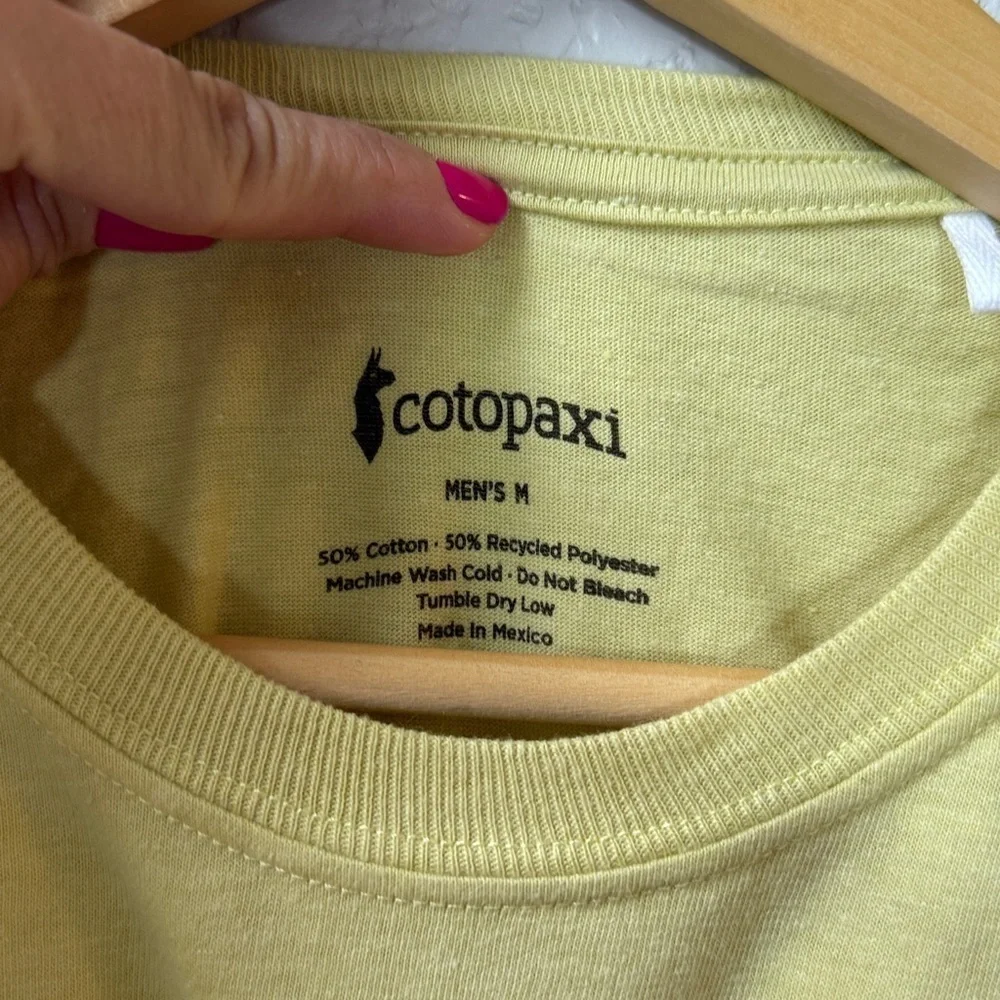 cotopaxi
MEN'S M
50% Cotton · 50% Recycled Polyester
Machine Wash Cold · Do Not Bleach
Tumble Dry Low
Made In Mexico